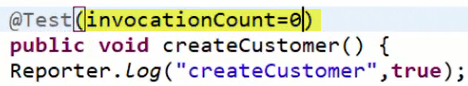 @Test(invocationCount=0)
public void createCustomer() {
Reporter.log("createCustomer",true);